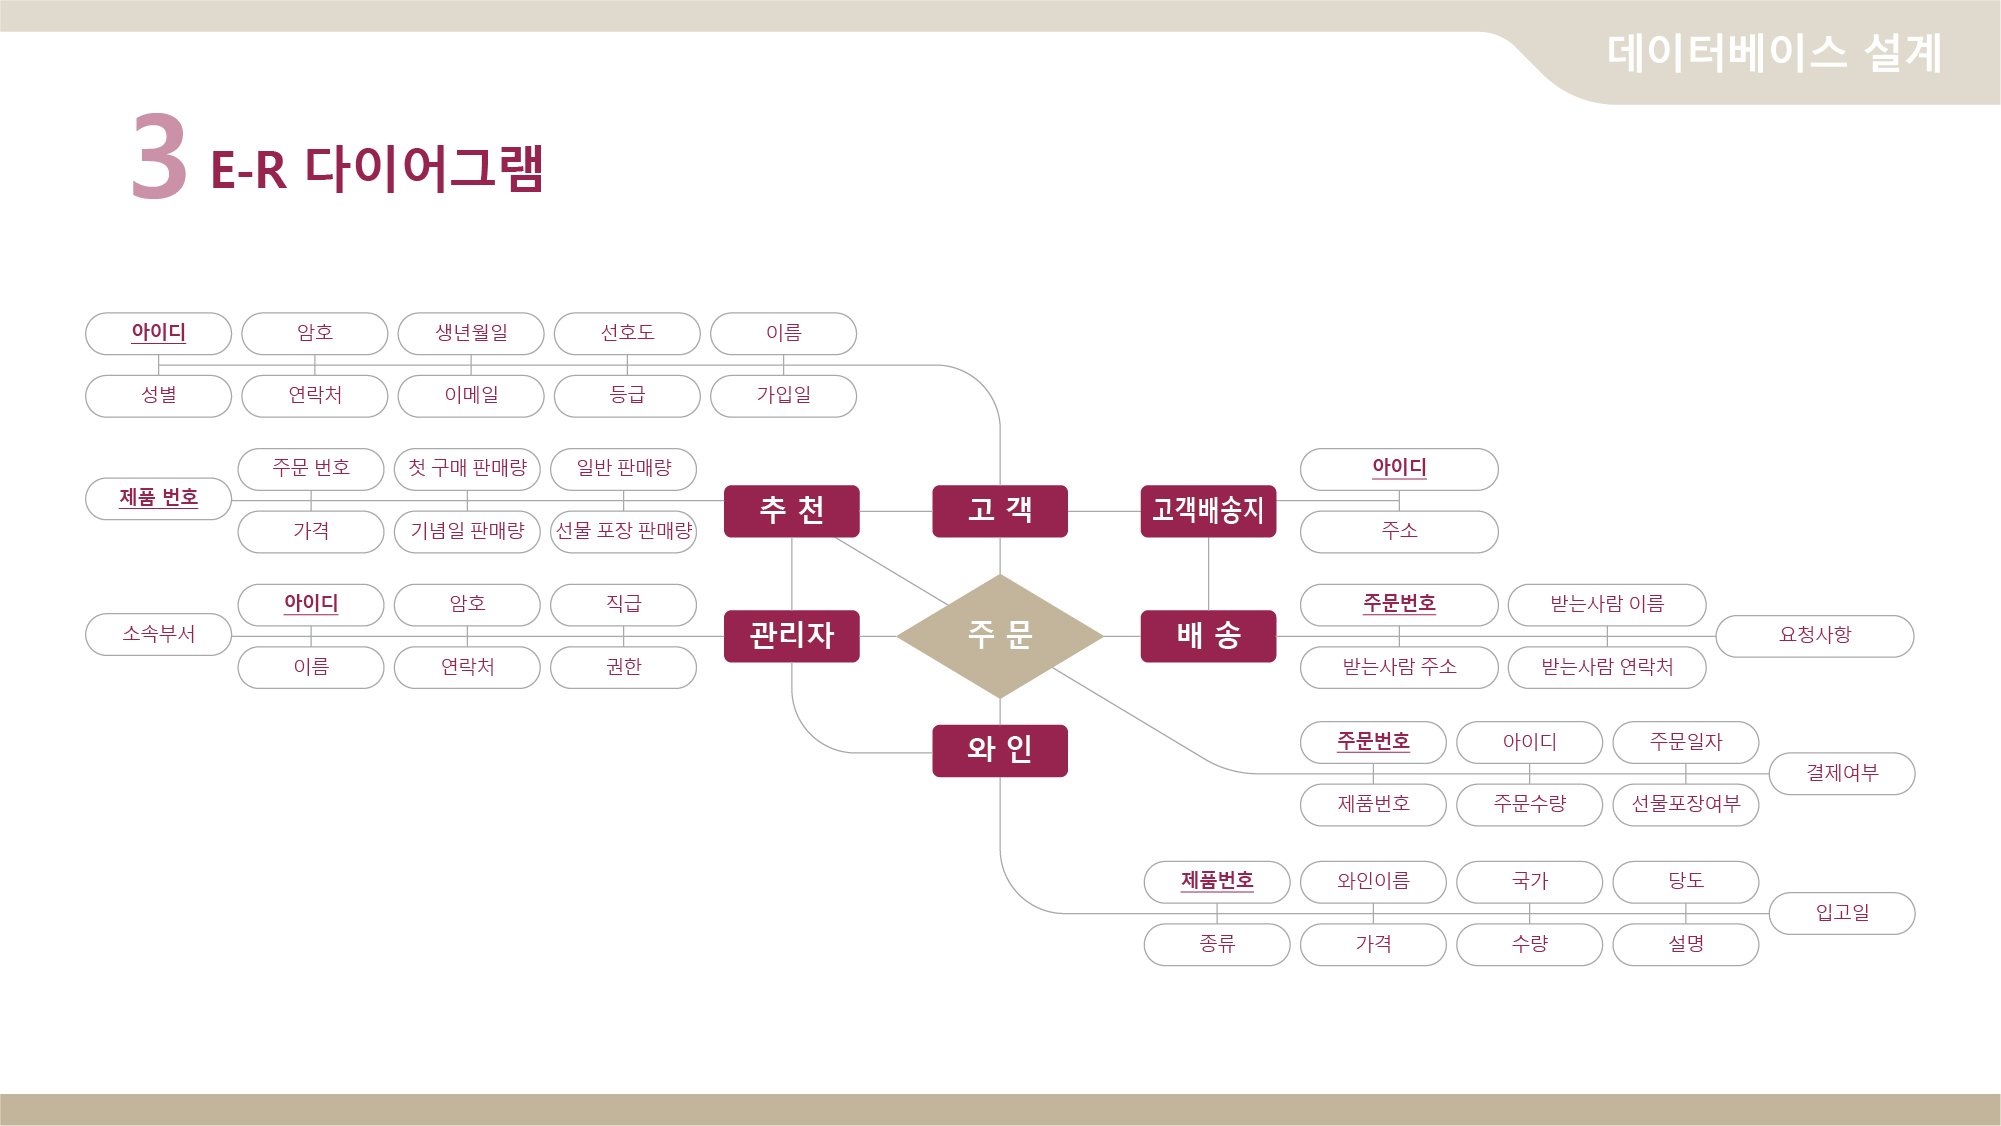 데이터베이스 설계
3 E-R 다이어그램
아이디 암호 생년월일 선호도 이름
성별 연락처 이메일 등급 가입일
주문 번호 첫 구매 판매량 일반 판매량
제품 번호
가격 기념일 판매량 선물 포장 판매량
추 천 고 객 고객배송지
아이디
주소
아이디 암호 직급
소속부서
이름 연락처 권한
관리자 주 문 배 송
주문번호 받는사람 이름
요청사항
받는사람 주소 받는사람 연락처
와 인
주문번호 아이디 주문일자
결제여부
제품번호 주문수량 선물포장여부
제품번호 와인이름 국가 당도
입고일
종류 가격 수량 설명